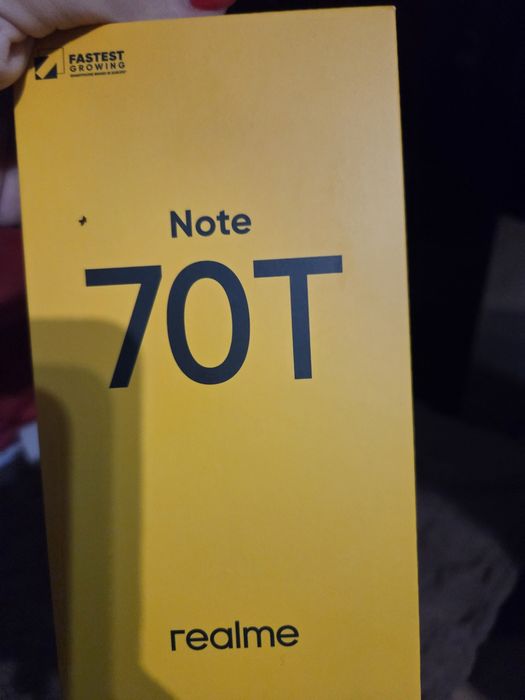 FASTEST
GROWING
Note
70T
realme